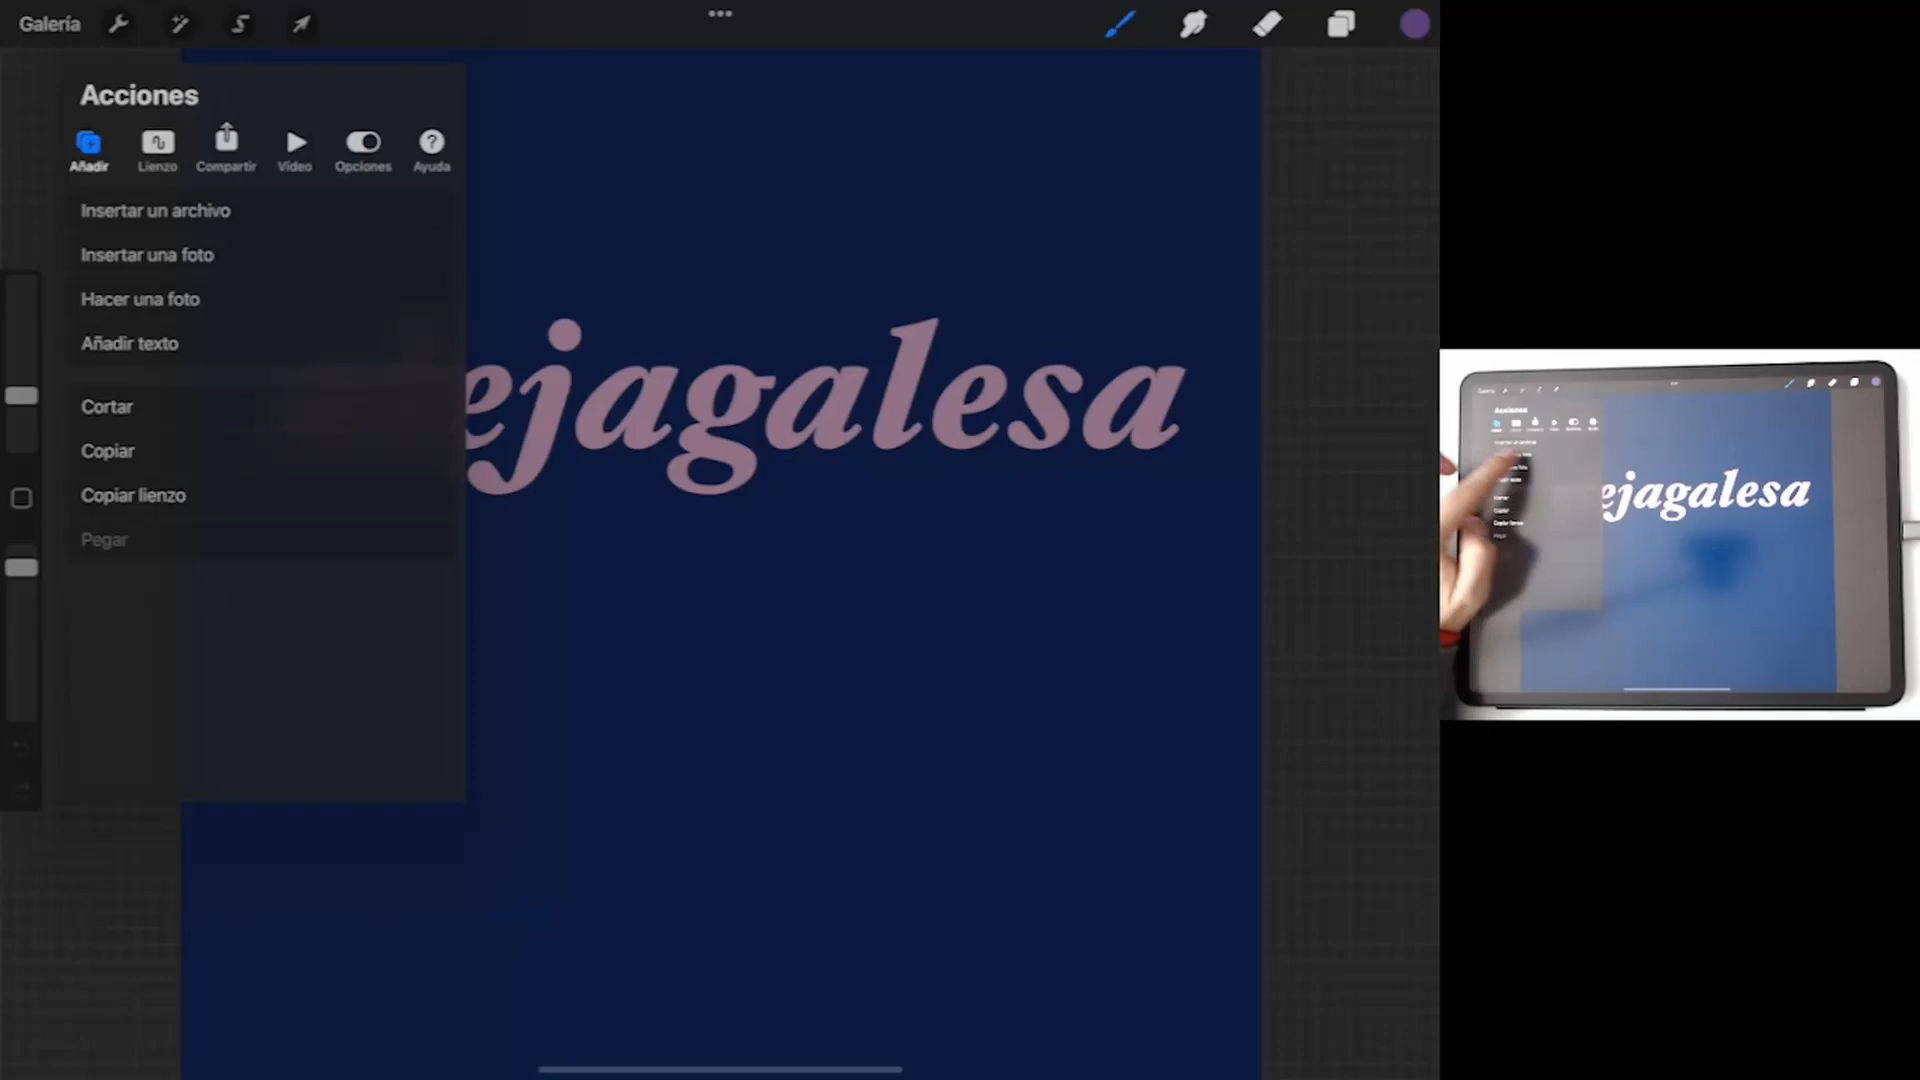 Galería
Acciones
Añadir
Lienzo
Compartir
Vídeo
Opciones
Ayuda
Insertar un archivo
Insertar una foto
Hacer una foto
Añadir texto
Cortar
Copiar
Copiar lienzo
Pegar
ejagalesa
Acciones
ejagalesa